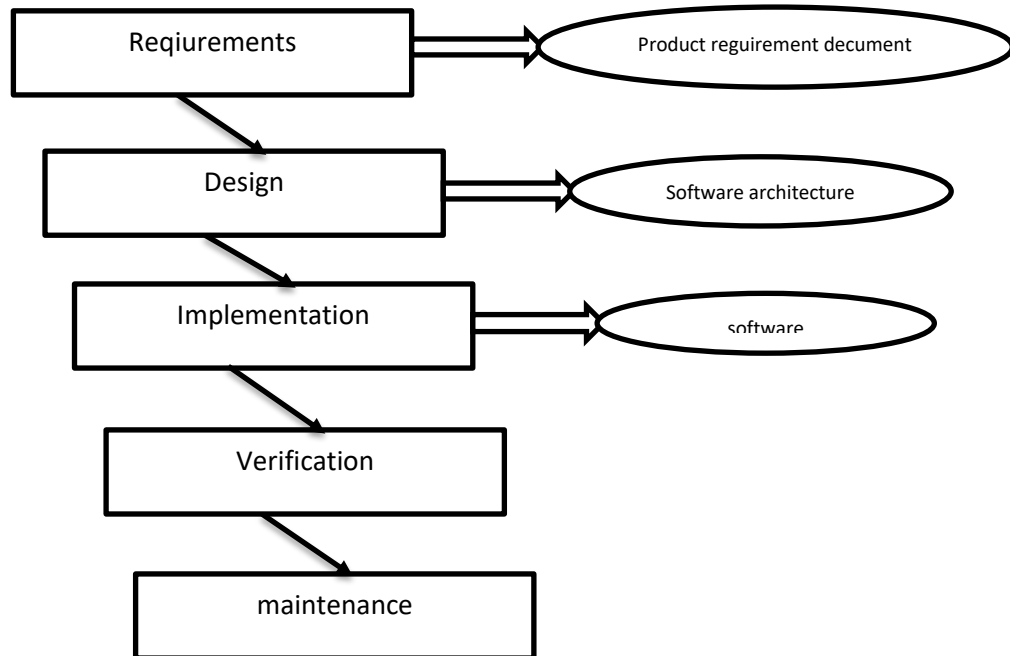 Reqiurements
Product reguirement decument
Design
Software architecture
Implementation
software
Verification
maintenance